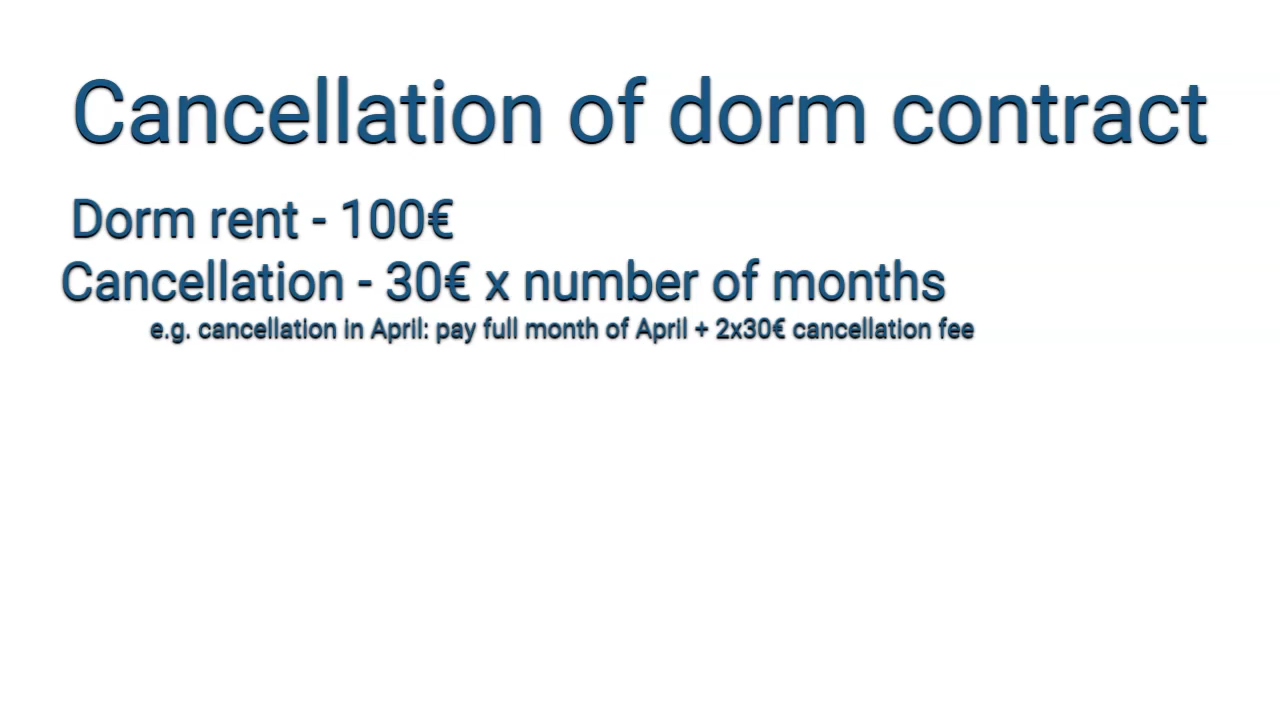 Cancellation of dorm contract
Dorm rent - 100€
Cancellation - 30€ x number of months
e.g. cancellation in April: pay full month of April + 2x30€ cancellation fee